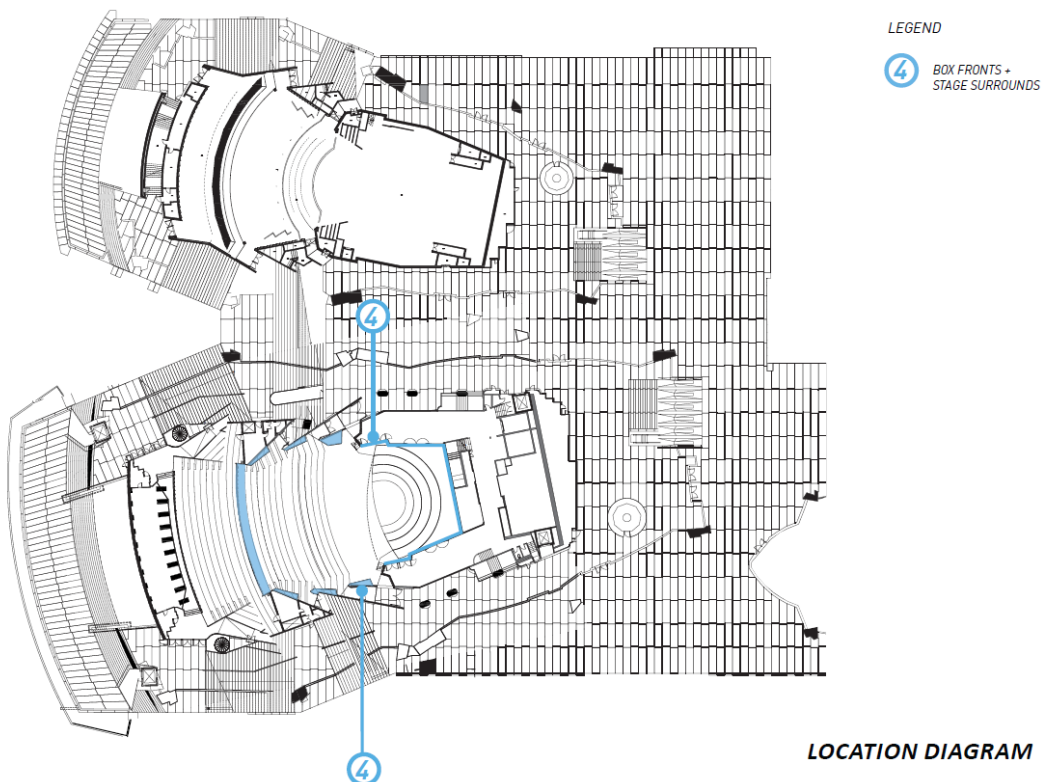 LEGEND
4
BOX FRONTS +
STAGE SURROUNDS
4
4
LOCATION DIAGRAM